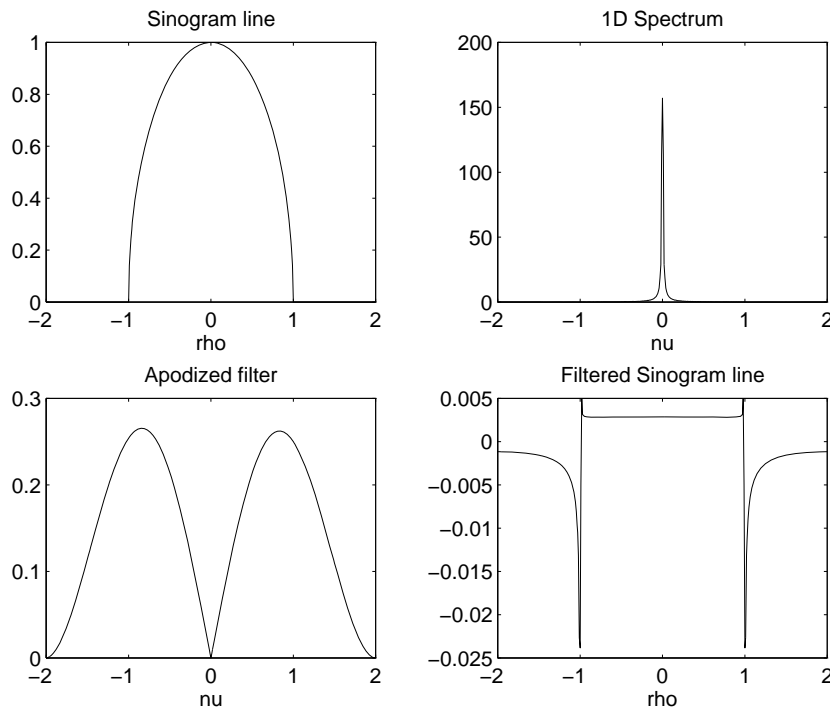 Sinogram line
1
0.8
0.6
0.4
0.2
0
−2 −1 0 1 2
rho
1D Spectrum
200
150
100
50
0
−2 −1 0 1 2
nu
Apodized filter
0.3
0.2
0.1
0
−2 −1 0 1 2
nu
Filtered Sinogram line
0.005
0
−0.005
−0.01
−0.015
−0.02
−0.025
−2 −1 0 1 2
rho